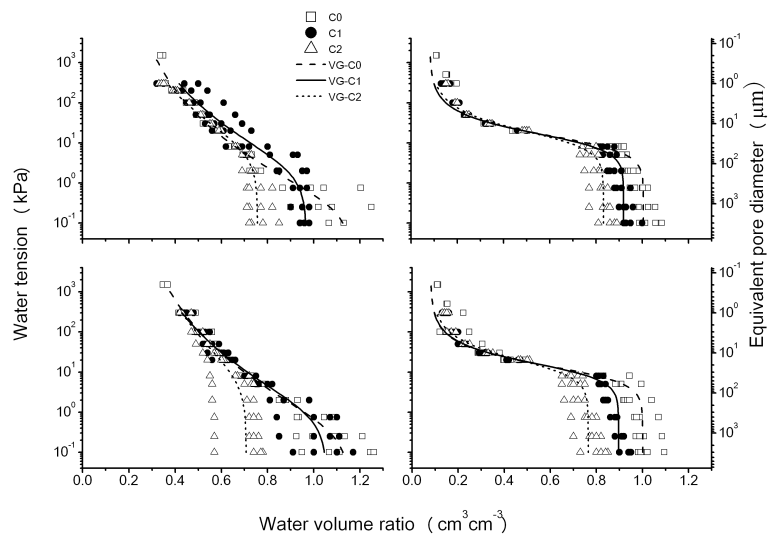 C0
C1
C2
VG-C0
VG-C1
VG-C2
10³
10²
10¹
10⁰
10⁻¹
10⁻¹
10⁰
10¹
10²
10³
10³
10²
10¹
10⁰
10⁻¹
10⁻¹
10⁰
10¹
10²
10³
Water tension (kPa)
Equivalent pore diameter (μm)
0.0 0.2 0.4 0.6 0.8 1.0 1.2 0.0 0.2 0.4 0.6 0.8 1.0 1.2
Water volume ratio (cm³cm⁻³)